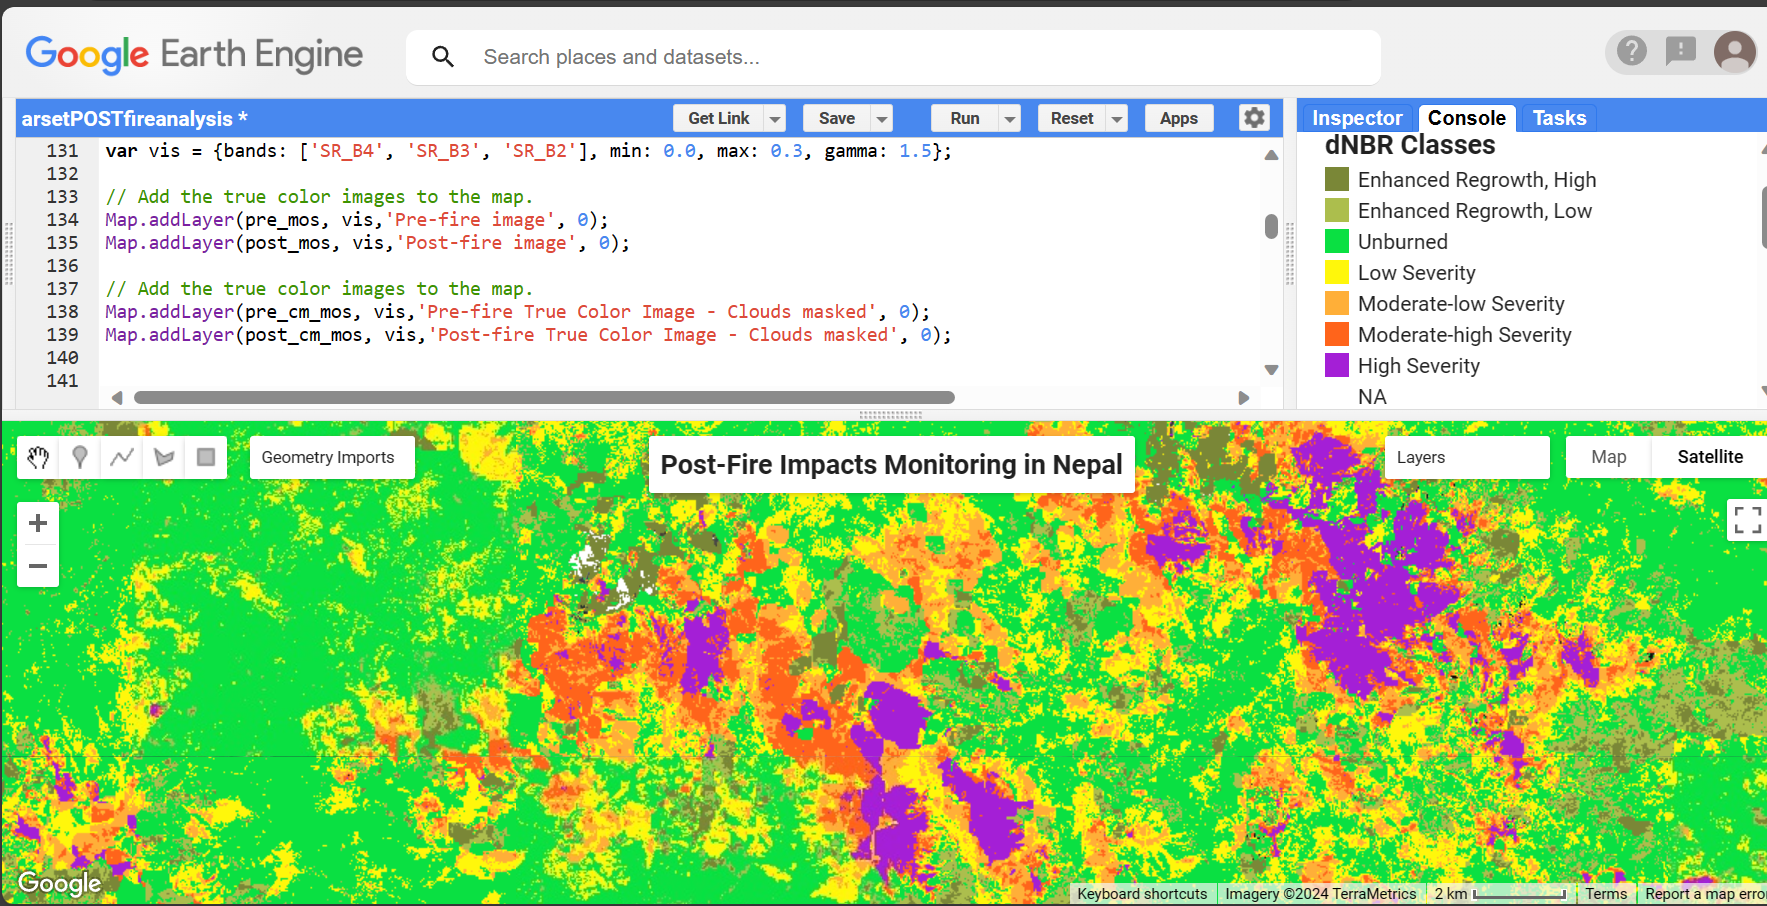 Google Earth Engine
Search places and datasets...
arsetPOSTfireanalysis *
Get Link
Save
Run
Reset
Apps
Inspector
Console
Tasks
131 var vis = {bands: ['SR_B4', 'SR_B3', 'SR_B2'], min: 0.0, max: 0.3, gamma: 1.5};
132
133 // Add the true color images to the map.
134 Map.addLayer(pre_mos, vis,'Pre-fire image', 0);
135 Map.addLayer(post_mos, vis,'Post-fire image', 0);
136
137 // Add the true color images to the map.
138 Map.addLayer(pre_cm_mos, vis,'Pre-fire True Color Image - Clouds masked', 0);
139 Map.addLayer(post_cm_mos, vis,'Post-fire True Color Image - Clouds masked', 0);
140
141
dNBR Classes
Enhanced Regrowth, High
Enhanced Regrowth, Low
Unburned
Low Severity
Moderate-low Severity
Moderate-high Severity
High Severity
NA
Geometry Imports
Post-Fire Impacts Monitoring in Nepal
Layers
Map
Satellite
Google
Keyboard shortcuts
Imagery ©2024 TerraMetrics
2 km
Terms
Report a map erro